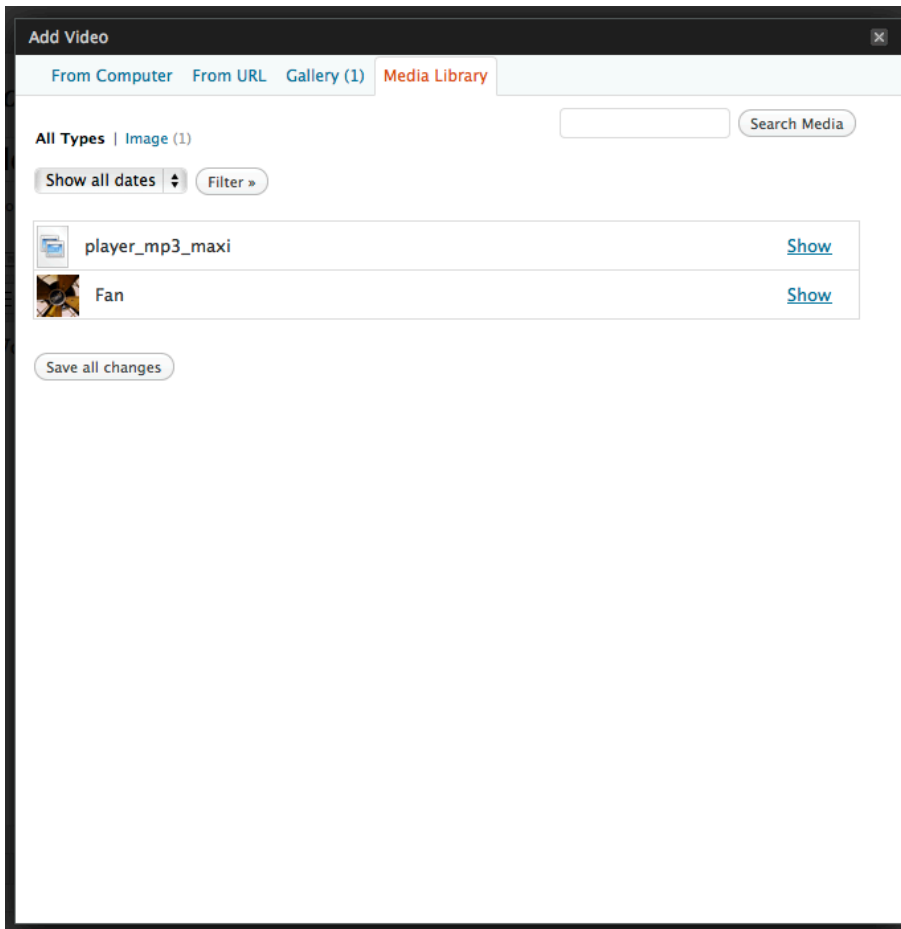 Add Video
From Computer From URL Gallery (1) Media Library
Search Media
All Types | Image (1)
Show all dates Filter »
player_mp3_maxi Show
Fan Show
Save all changes